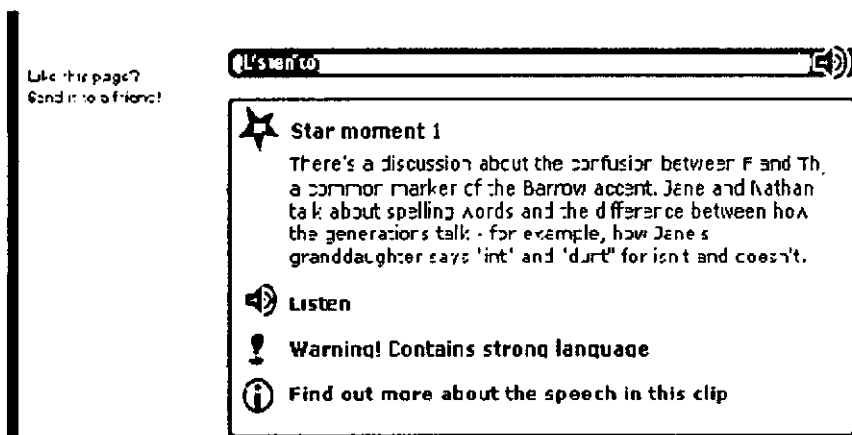 Like this page?
Send it to a friend!
Listen to
Star moment 1
There's a discussion about the confusion between F and Th,
a common marker of the Barrow accent. Jane and Nathan
talk about spelling words and the difference between how
the generations talk - for example, how Jane's
granddaughter says 'int' and 'dunt" for isn't and doesn't.
Listen
Warning! Contains strong language
Find out more about the speech in this clip